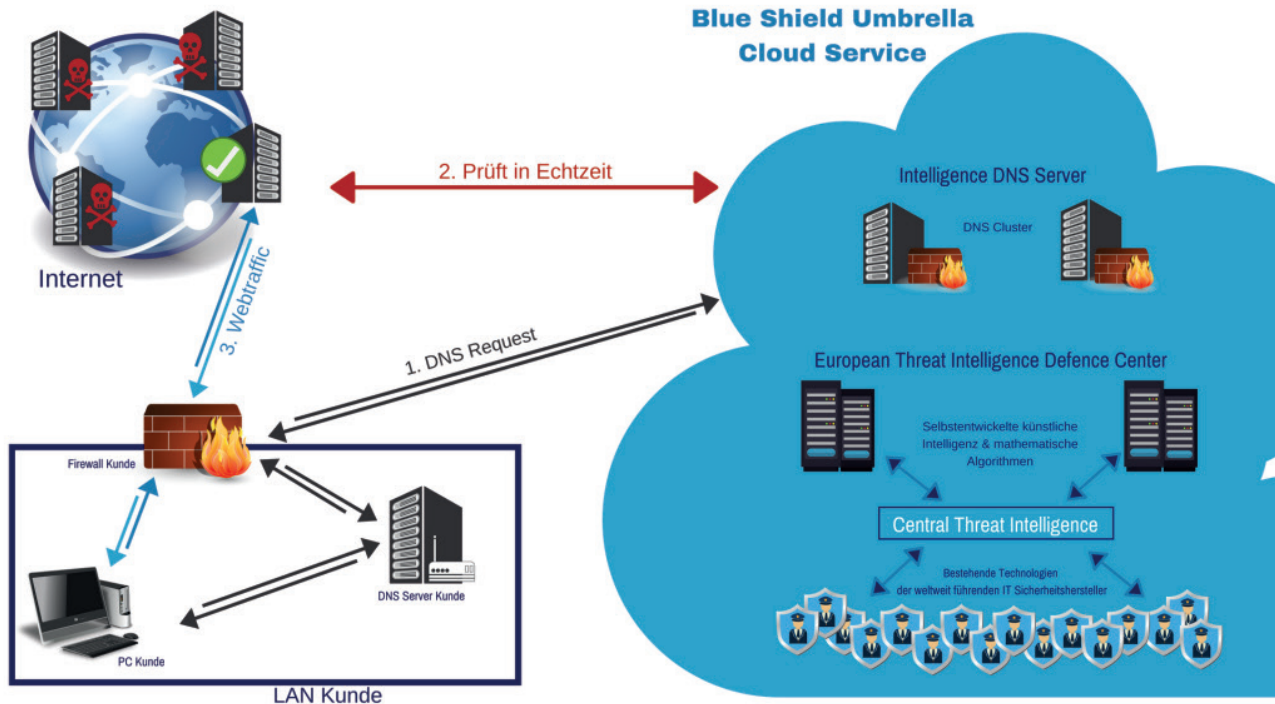 Blue Shield Umbrella
Cloud Service
2. Prüft in Echtzeit
Intelligence DNS Server
DNS Cluster
Internet
3. Webtraffic
1. DNS Request
European Threat Intelligence Defence Center
Selbstentwickelte künstliche
Intelligenz & mathematische
Algorithmen
Firewall Kunde
Central Threat Intelligence
Bestehende Technologien
der weltweit führenden IT Sicherheitshersteller
DNS Server Kunde
PC Kunde
LAN Kunde